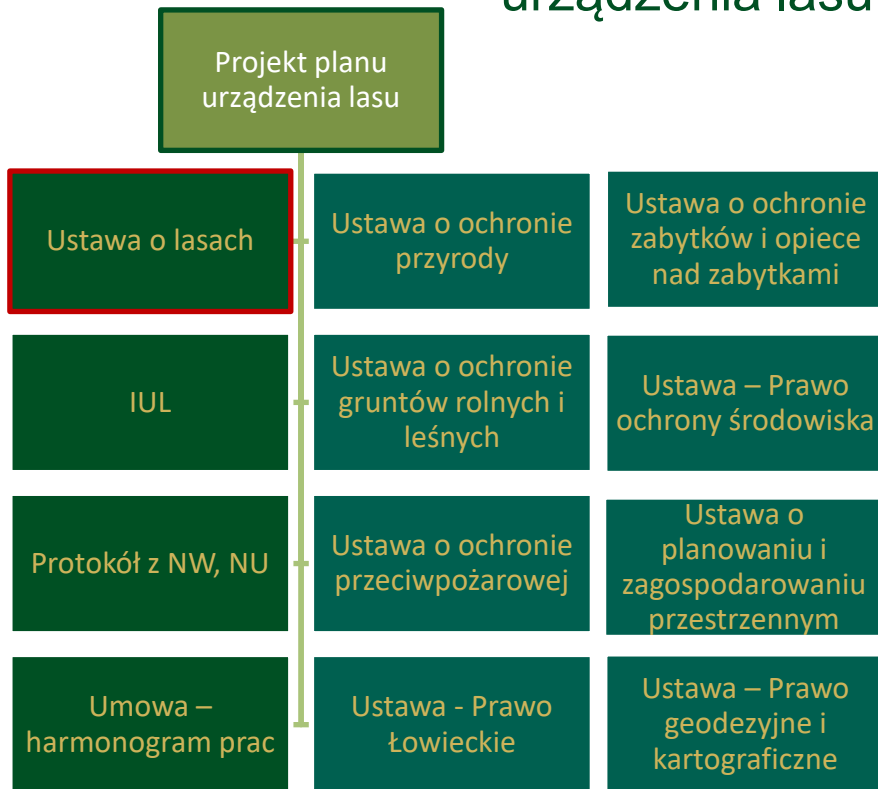 urządzenia lasu
Projekt planu
urządzenia lasu
Ustawa o lasach
Ustawa o ochronie
przyrody
Ustawa o ochronie
zabytków i opiece
nad zabytkami
IUL
Ustawa o ochronie
gruntów rolnych i
leśnych
Ustawa – Prawo
ochrony środowiska
Protokół z NW, NU
Ustawa o ochronie
przeciwpożarowej
Ustawa o
planowaniu i
zagospodarowaniu
przestrzennym
Umowa –
harmonogram prac
Ustawa - Prawo
Łowieckie
Ustawa – Prawo
geodezyjne i
kartograficzne